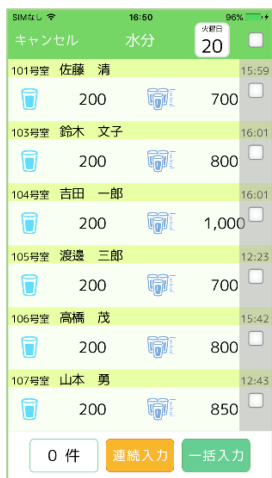 SIMなし 16:50 96%
キャンセル 水分 火曜日 20
101号室 佐藤 清 15:59
200 700
103号室 鈴木 文子 16:01
200 800
104号室 吉田 一郎 16:01
200 1,000
105号室 渡邊 三郎 12:23
200 700
106号室 高橋 茂 15:42
200 800
107号室 山本 勇 12:43
200 850
0 件 連続入力 一括入力